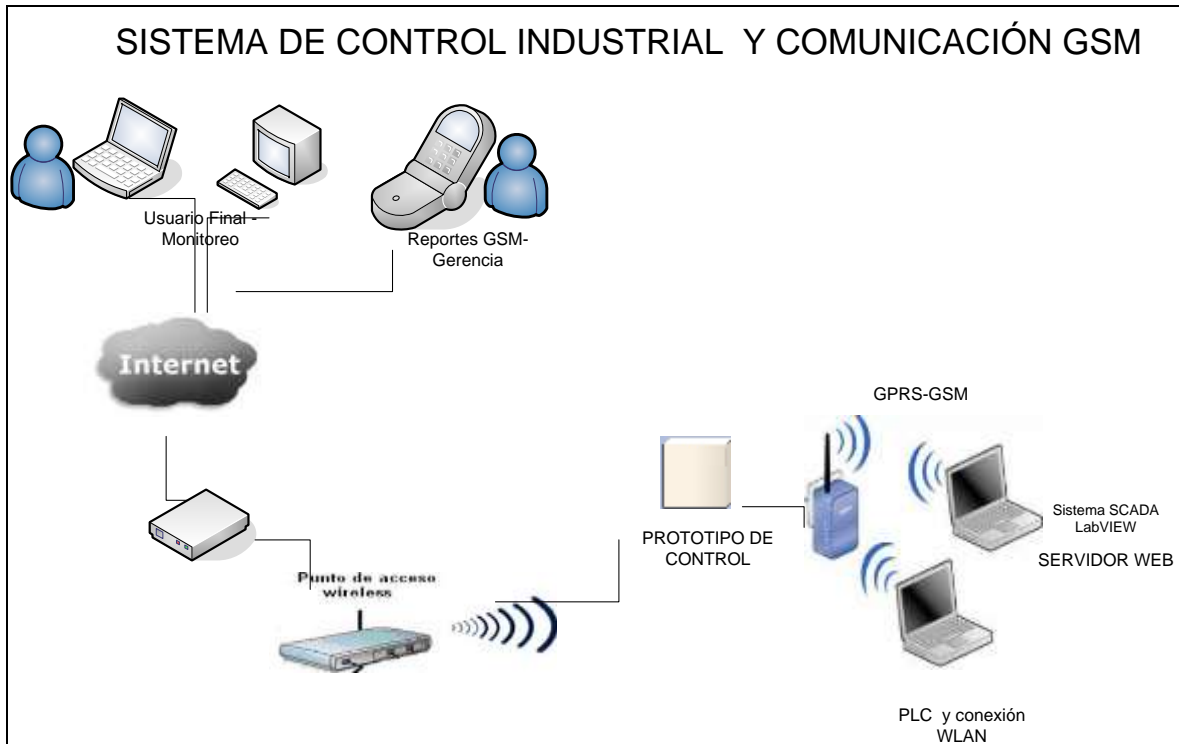 SISTEMA DE CONTROL INDUSTRIAL Y COMUNICACIÓN GSM
Usuario Final -
Monitoreo
Reportes GSM-
Gerencia
Internet
GPRS-GSM
PROTOTIPO DE
CONTROL
Sistema SCADA
LabVIEW
SERVIDOR WEB
Punto de acceso
wireless
PLC y conexión
WLAN